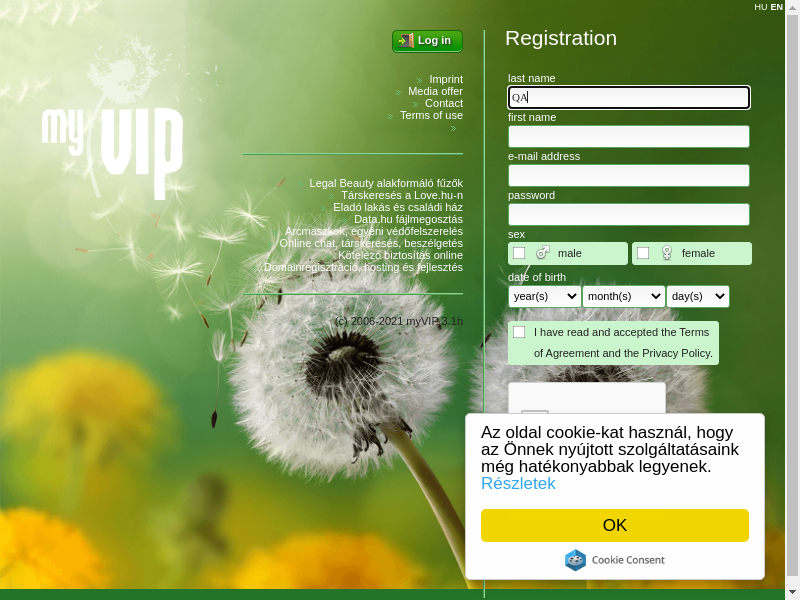 HU EN
Log in
Registration
my VIP
Imprint
Media offer
Contact
Terms of use
Legal Beauty alakformáló fűzők
Társkeresés a Love.hu-n
Eladó lakás és családi ház
Data.hu fájlmegosztás
Arcmaszkok, egyéni védőfelszerelés
Online chat, társkeresés, beszélgetés
Kötelező biztosítás online
Domainregisztráció, hosting és fejlesztés
(c) 2006-2021 myVIP 3.1h
last name
QA
first name
e-mail address
password
sex
male
female
date of birth
year(s) month(s) day(s)
I have read and accepted the Terms
of Agreement and the Privacy Policy.
Az oldal cookie-kat használ, hogy
az Önnek nyújtott szolgáltatásaink
még hatékonyabbak legyenek.
Részletek
OK
Cookie Consent